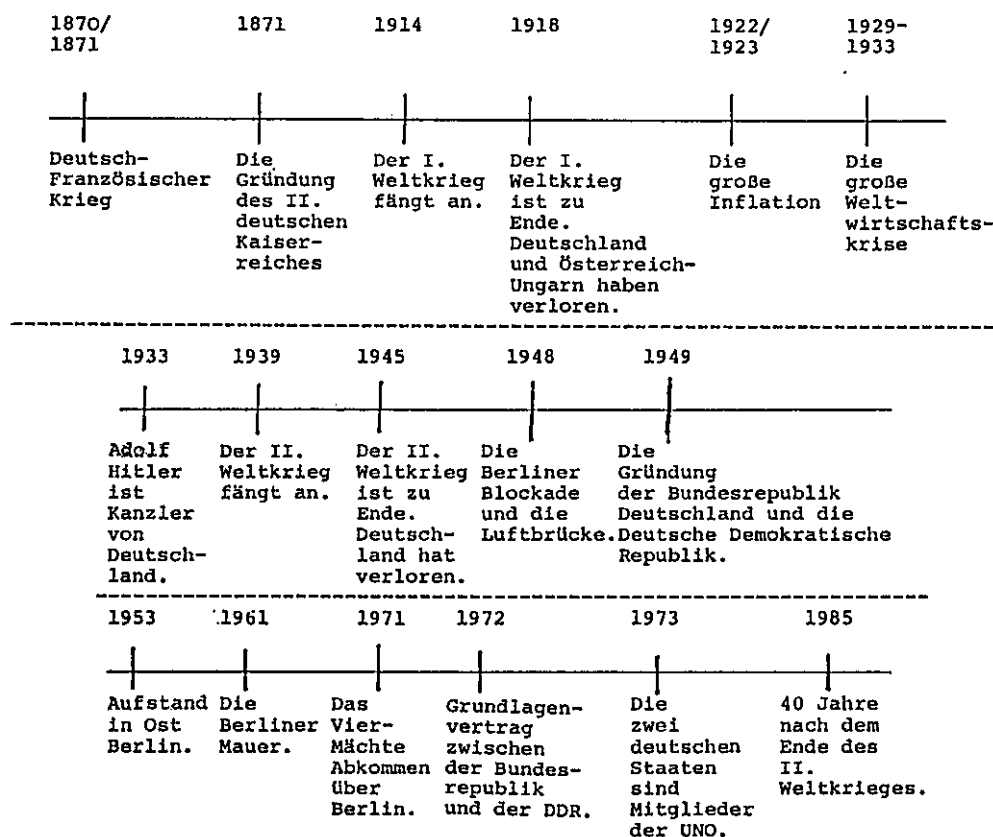 1870/ 1871 1914 1918 1922/ 1929-
1871 1923 1933
Deutsch-
Französischer
Krieg
Die
Gründung
des II.
deutschen
Kaiser-
reiches
Der I.
Weltkrieg
fängt an.
Der I.
Weltkrieg
ist zu
Ende.
Deutschland
und Österreich-
Ungarn haben
verloren.
Die
große
Inflation
Die
große
Welt-
wirtschafts-
krise
1933 1939 1945 1948 1949
Adolf
Hitler
ist
Kanzler
von
Deutsch-
land.
Der II.
Weltkrieg
fängt an.
Der II.
Weltkrieg
ist zu
Ende.
Deutsch-
land hat
verloren.
Die
Berliner
Blockade
und die
Luftbrücke.
Die
Gründung
der Bundesrepublik
Deutschland und die
Deutsche Demokratische
Republik.
1953 1961 1971 1972 1973 1985
Aufstand
in Ost
Berlin.
Die
Berliner
Mauer.
Das
Vier-
Mächte
Abkommen
über
Berlin.
Grundlagen-
vertrag
zwischen
der Bundes-
republik
und der DDR.
Die
zwei
deutschen
Staaten
sind
Mitglieder
der UNO.
40 Jahre
nach dem
Ende des
II.
Weltkrieges.